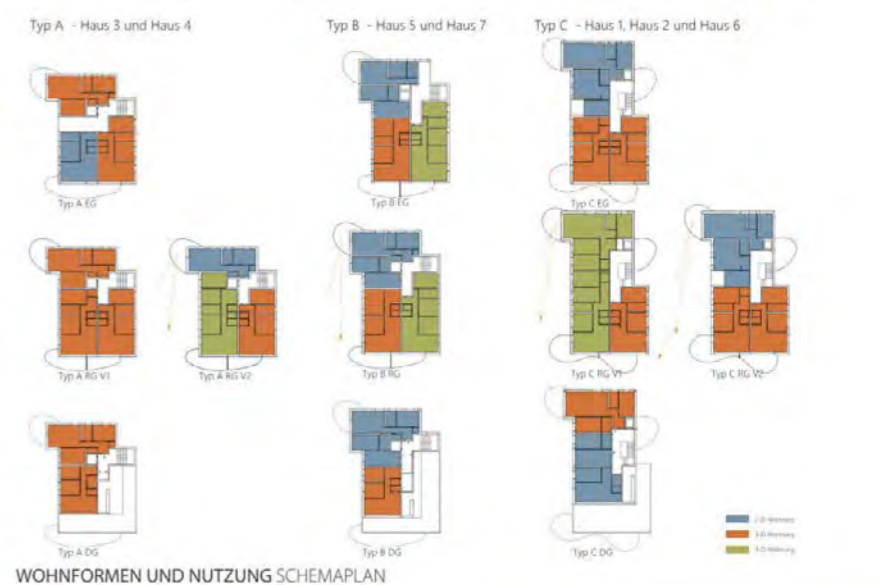 Typ A - Haus 3 und Haus 4
Typ B - Haus 5 und Haus 7
Typ C - Haus 1, Haus 2 und Haus 6
Typ A EG
Typ B EG
Typ C EG
Typ A RG V1
Typ A RG V2
Typ B RG
Typ C RG V1
Typ C RG V2
Typ A DG
Typ B DG
Typ C DG
WOHNFORMEN UND NUTZUNG SCHEMAPLAN